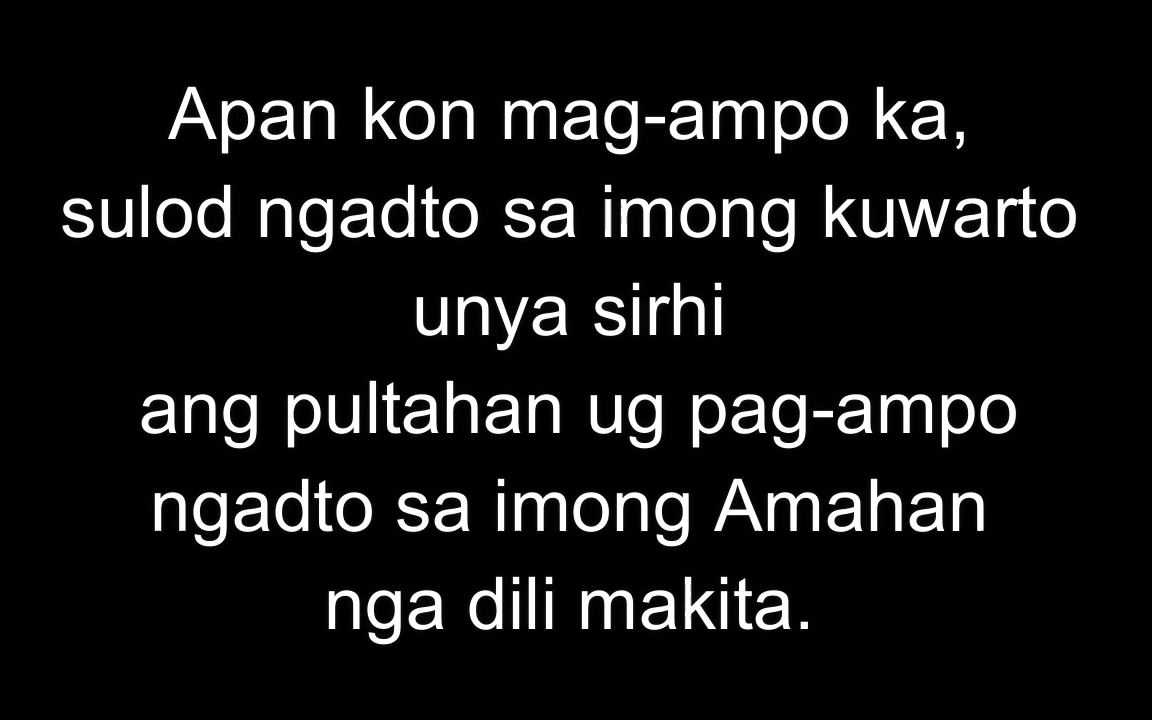 Apan kon mag-ampo ka,
sulod ngadto sa imong kuwarto
unya sirhi
ang pultahan ug pag-ampo
ngadto sa imong Amahan
nga dili makita.